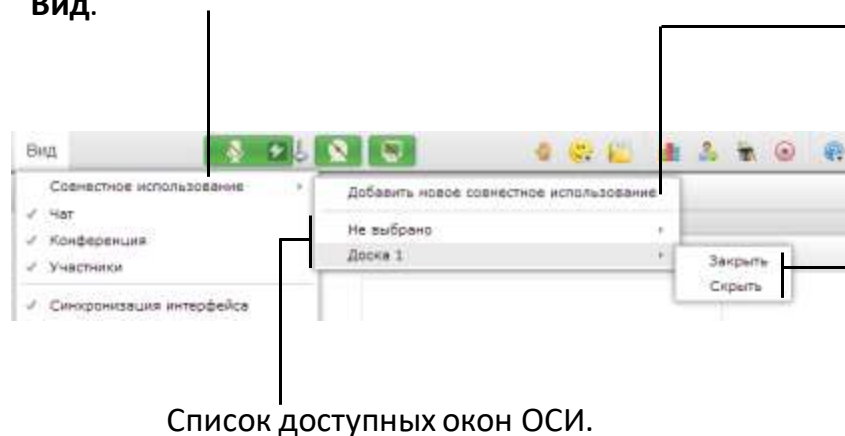 Вид.
Вид
Совместное использование
Чат
Конференция
Участники
Синхронизация интерфейса
Добавить новое совместное использование
Не выбрано
Доска 1
Закрыть
Скрыть
Список доступных окон ОСИ.